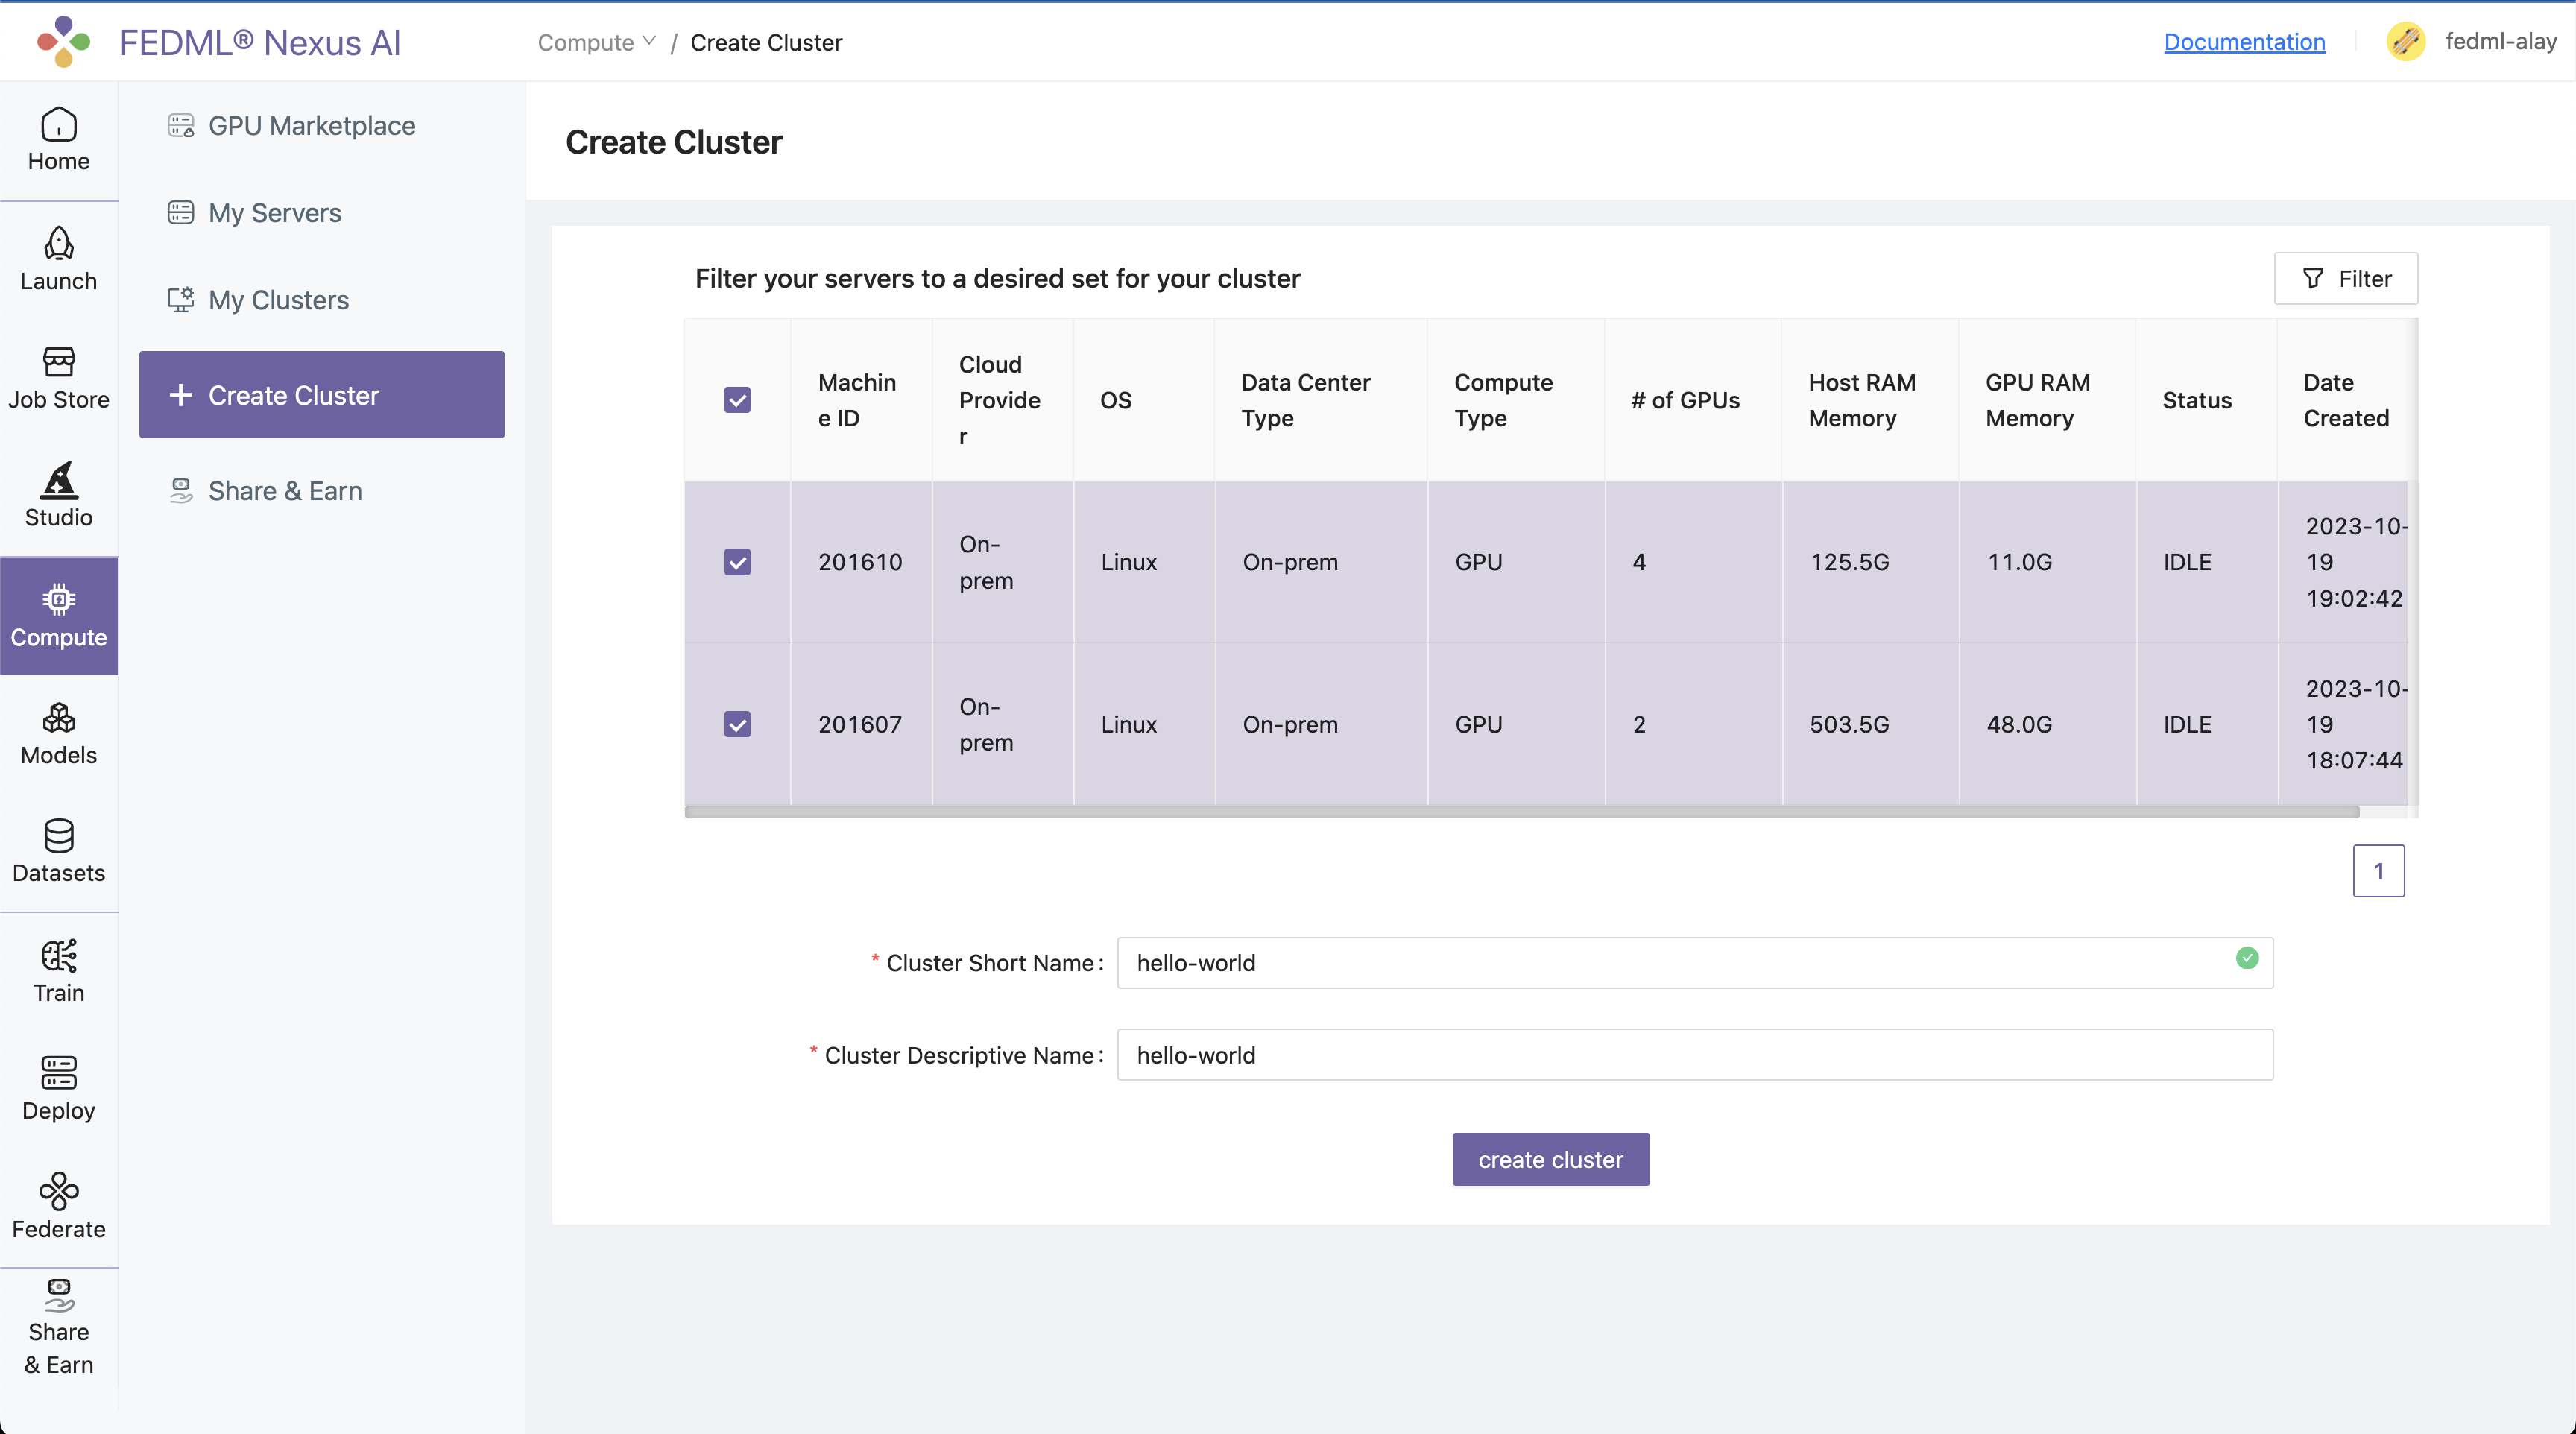 FEDML® Nexus AI
Compute / Create Cluster
Documentation
fedml-alay
Home
Launch
Job Store
Studio
Compute
Models
Datasets
Train
Deploy
Federate
Share
& Earn
GPU Marketplace
My Servers
My Clusters
+ Create Cluster
Share & Earn
Create Cluster
Filter your servers to a desired set for your cluster
Filter
Machin
e ID
Cloud
Provide
r
OS
Data Center
Type
Compute
Type
# of GPUs
Host RAM
Memory
GPU RAM
Memory
Status
Date
Created
201610
On-
prem
Linux
On-prem
GPU
4
125.5G
11.0G
IDLE
2023-10-
19
19:02:42
201607
On-
prem
Linux
On-prem
GPU
2
503.5G
48.0G
IDLE
2023-10-
19
18:07:44
1
* Cluster Short Name: hello-world
* Cluster Descriptive Name: hello-world
create cluster